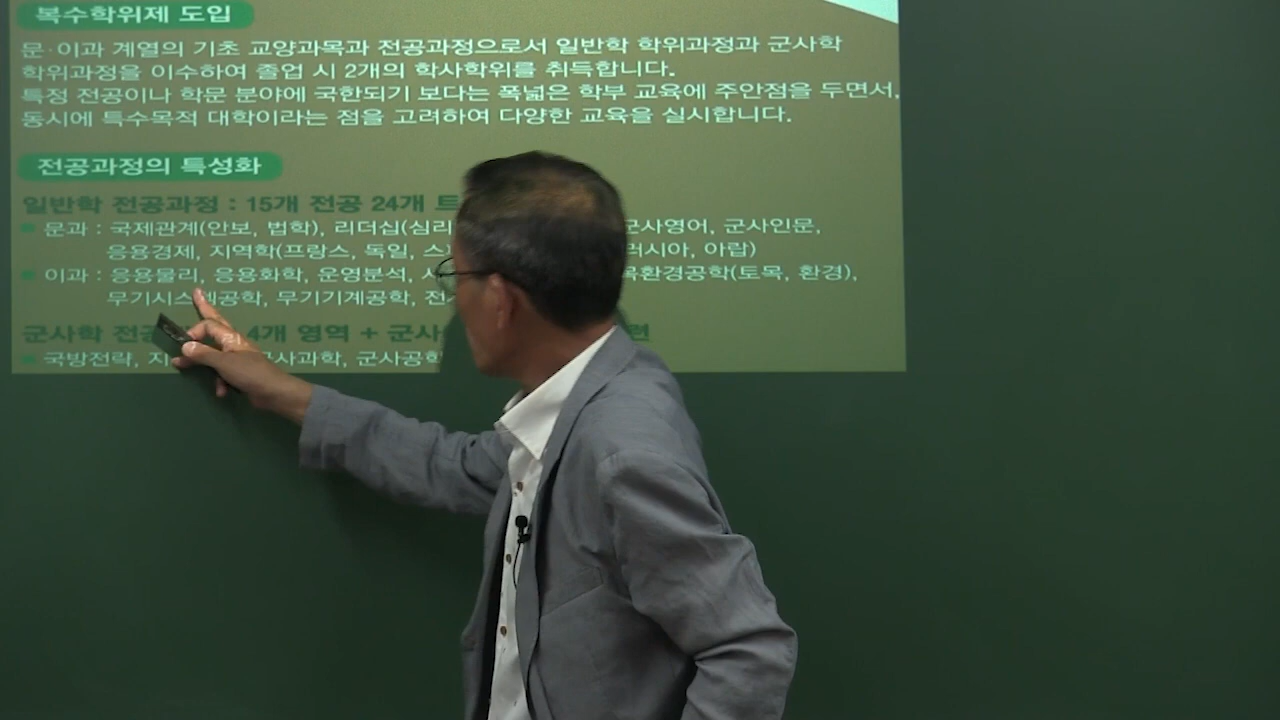 복수학위제 도입
문·이과 계열의 기초 교양과목과 전공과정으로서 일반학 학위과정과 군사학
학위과정을 이수하여 졸업 시 2개의 학사학위를 취득합니다.
특정 전공이나 학문 분야에 국한되기 보다는 폭넓은 학부 교육에 주안점을 두면서,
동시에 특수목적 대학이라는 점을 고려하여 다양한 교육을 실시합니다.
전공과정의 특성화
일반학 전공과정 : 15개 전공 24개
문과 : 국제관계(안보, 법학), 리더십(심리 군사영어, 군사인문,
응용경제, 지역학(프랑스, 독일, 러시아, 아랍)
이과 : 응용물리, 응용화학, 운영분석, 환경공학(토목, 환경),
무기시스템공학, 무기기계공학,
군사학 4개 영역 +
국방전략, 군사과학, 군사공학